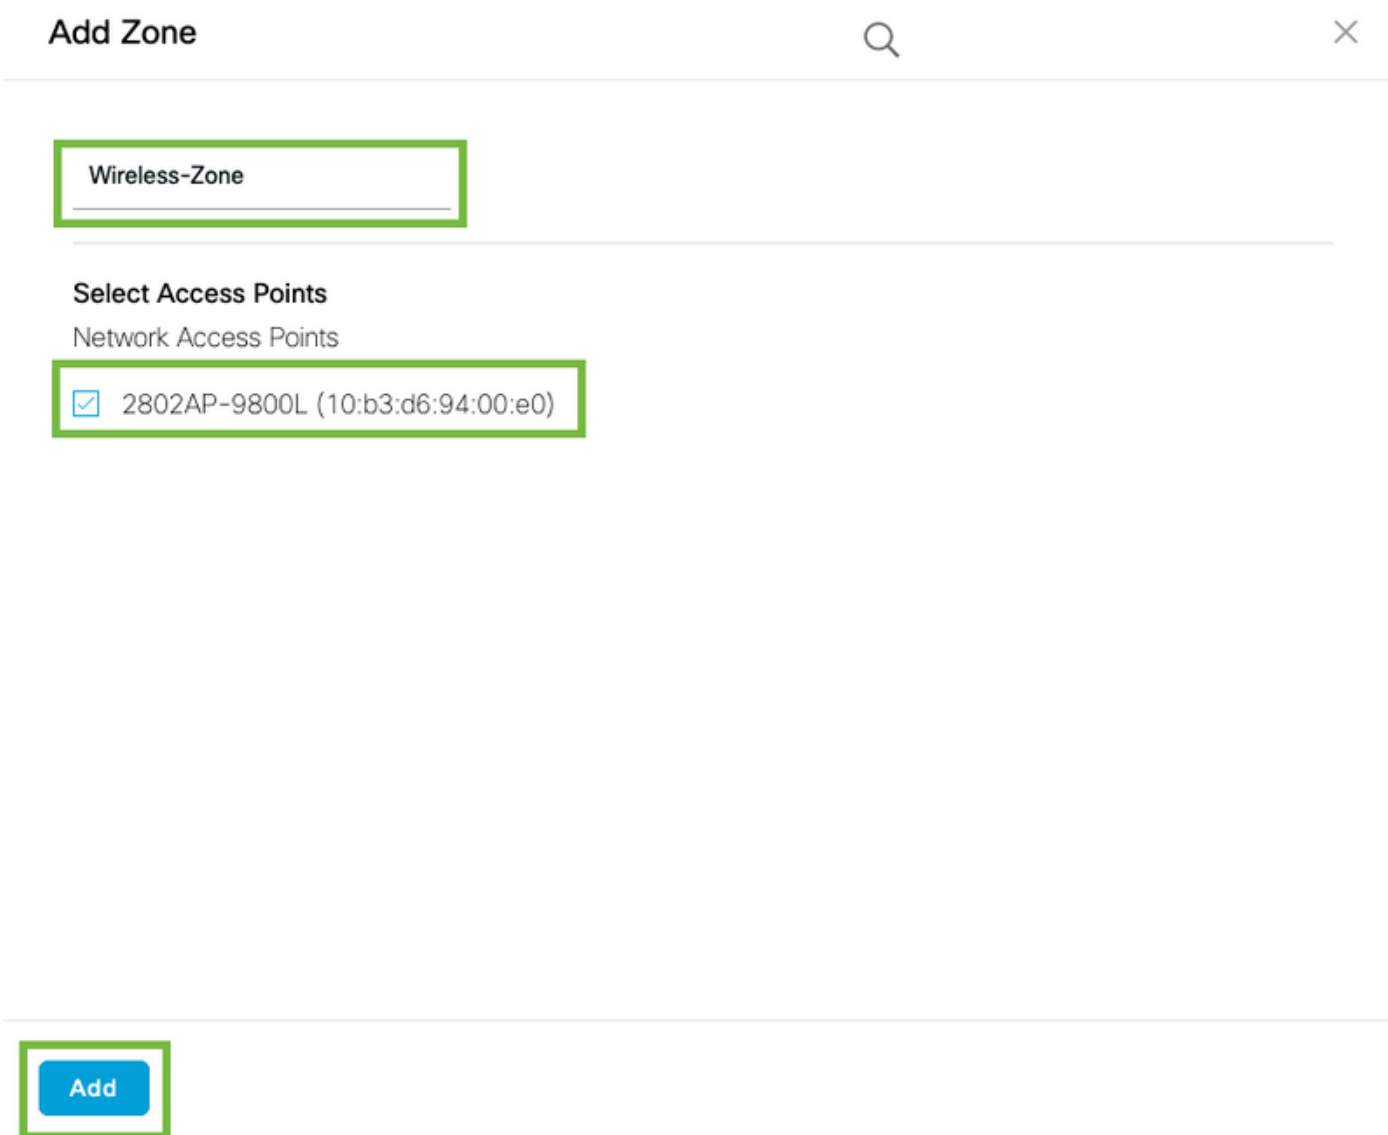 Add Zone
Wireless-Zone
Select Access Points
Network Access Points
2802AP-9800L (10:b3:d6:94:00:e0)
Add